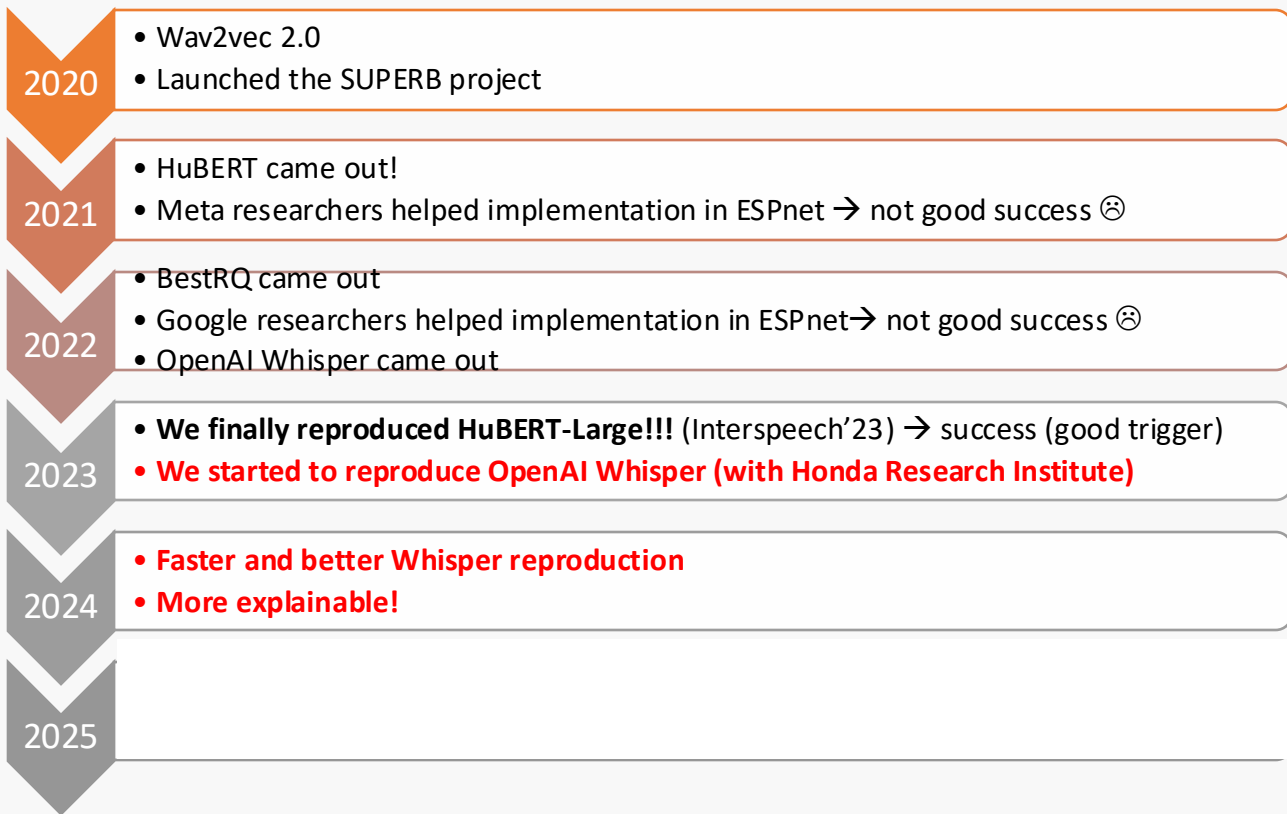 2020
• Wav2vec 2.0
• Launched the SUPERB project
2021
• HuBERT came out!
• Meta researchers helped implementation in ESPnet → not good success ☹
2022
• BestRQ came out
• Google researchers helped implementation in ESPnet→ not good success ☹
• OpenAI Whisper came out
2023
• We finally reproduced HuBERT-Large!!! (Interspeech’23) → success (good trigger)
• We started to reproduce OpenAI Whisper (with Honda Research Institute)
2024
• Faster and better Whisper reproduction
• More explainable!
2025